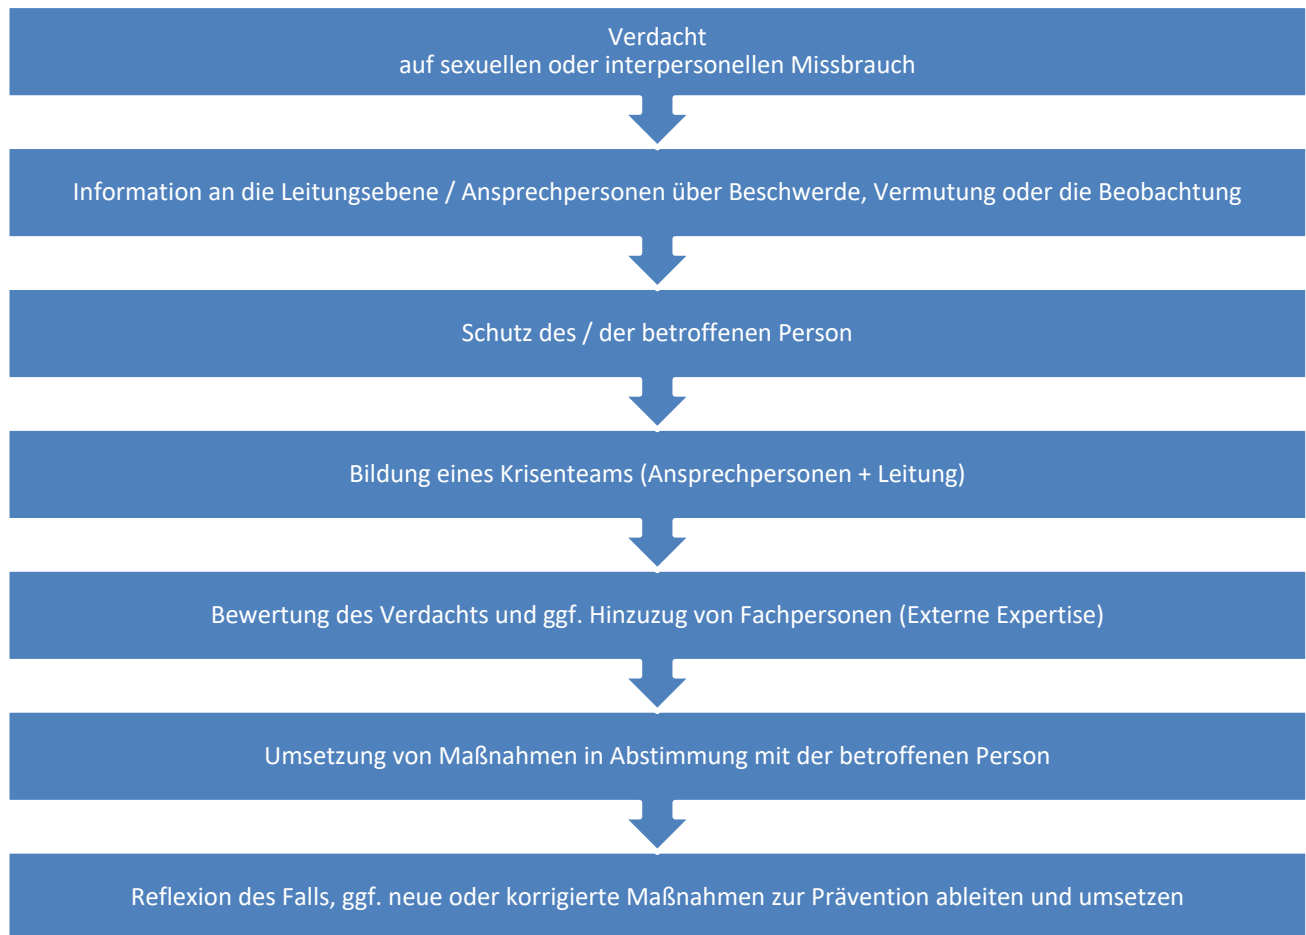 Verdacht
auf sexuellen oder interpersonellen Missbrauch
Information an die Leitungsebene / Ansprechpersonen über Beschwerde, Vermutung oder die Beobachtung
Schutz des / der betroffenen Person
Bildung eines Krisenteams (Ansprechpersonen + Leitung)
Bewertung des Verdachts und ggf. Hinzuzug von Fachpersonen (Externe Expertise)
Umsetzung von Maßnahmen in Abstimmung mit der betroffenen Person
Reflexion des Falls, ggf. neue oder korrigierte Maßnahmen zur Prävention ableiten und umsetzen